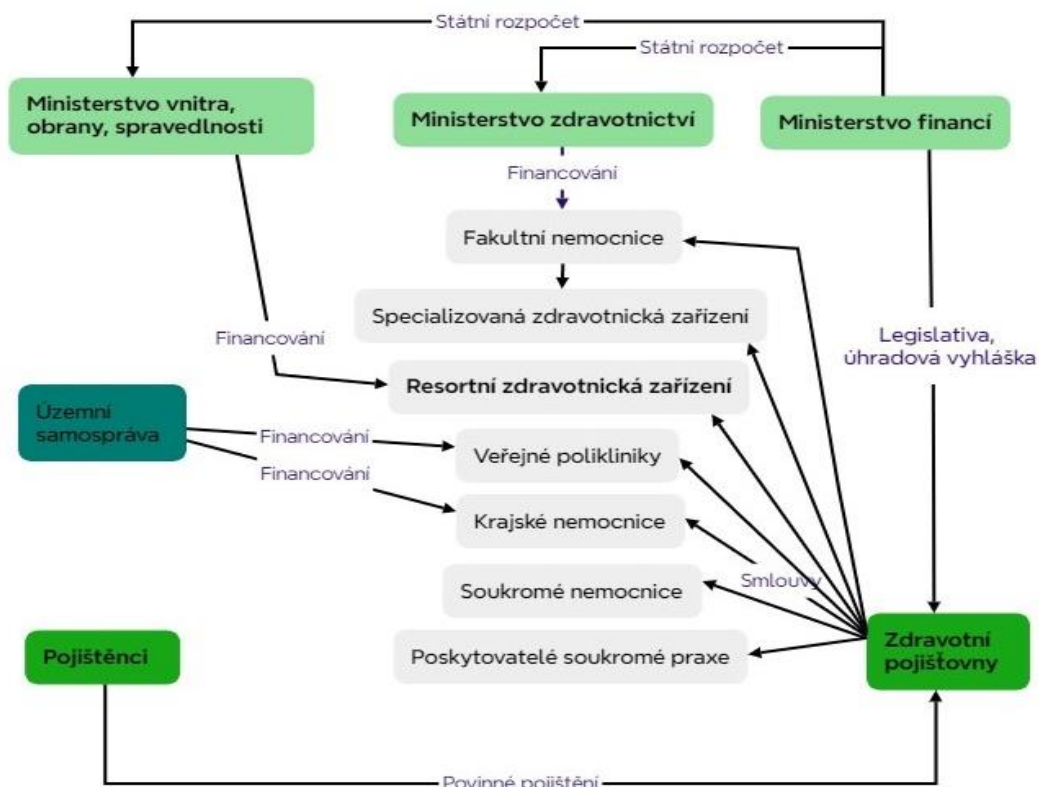 Státní rozpočet
Státní rozpočet
Ministerstvo vnitra,
obrany, spravedlnosti
Ministerstvo zdravotnictví
Ministerstvo financí
Financování
Fakultní nemocnice
Specializovaná zdravotnická zařízení
Financování
Legislativa,
úhradová vyhláška
Resortní zdravotnická zařízení
Územní
samospráva
Financování
Veřejné polikliniky
Financování
Krajské nemocnice
Smlouvy
Soukromé nemocnice
Pojištěnci
Poskytovatelé soukromé praxe
Zdravotní
pojišťovny
Povinné pojištění